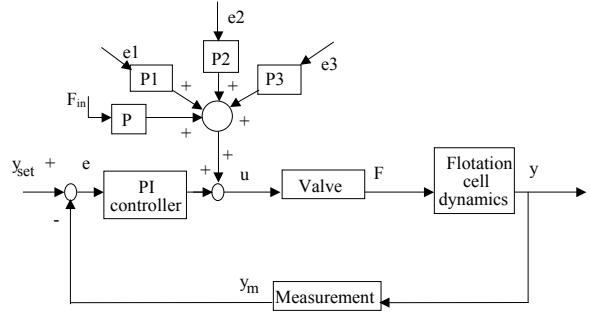 e2
e1
P2
e3
P1
P3
+
+
F_in
P
+
+
+
y_set + e
PI
controller
+
+
u
Valve
F
Flotation
cell
dynamics
y
-
y_m
Measurement